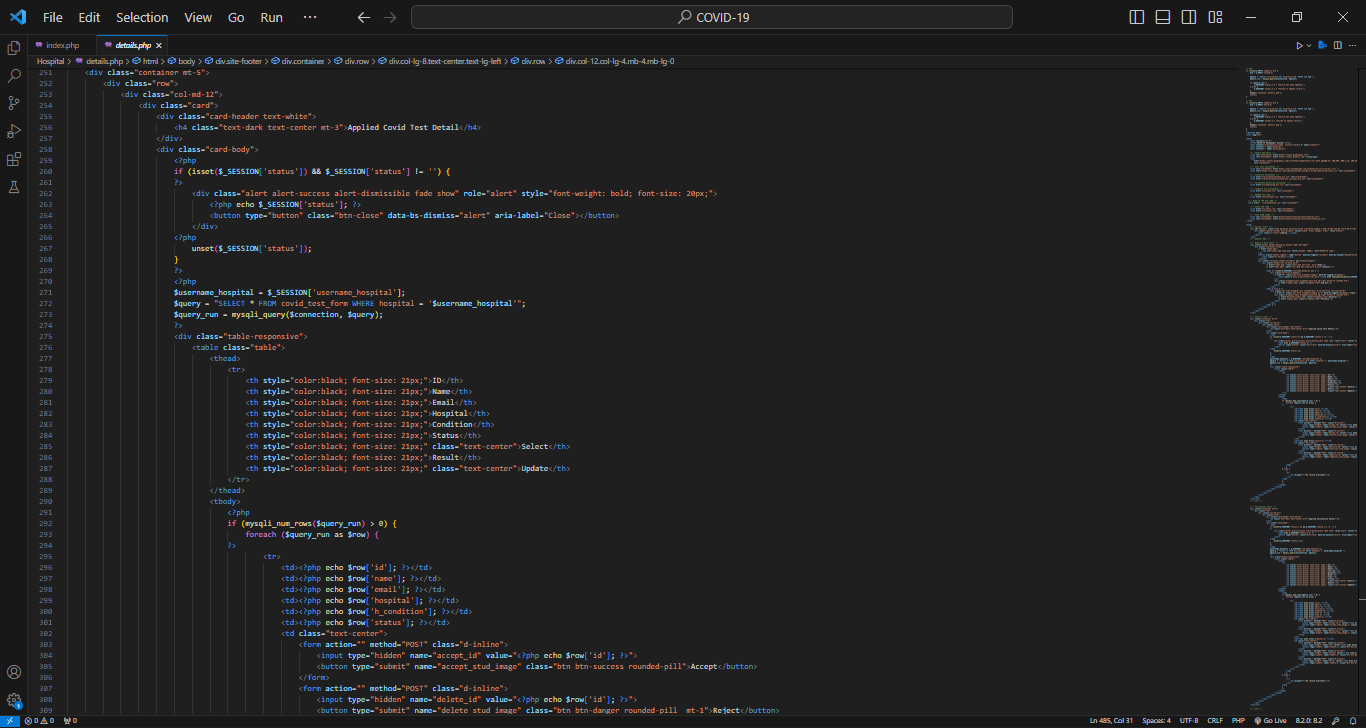 File Edit Selection View Go Run ··· COVID-19
index.php details.php
Hospital > details.php > html > body > div.site-footer > div.container > div.row > div.col-lg-8.text-center.text-lg-left > div.row > div.col-12.col-lg-4.mb-4.mb-lg-0
251 <div class="container mt-5">
252 <div class="row">
253 <div class="col-md-12">
254 <div class="card">
255 <div class="card-header text-white">
256 <h4 class="text-dark text-center mt-3">Applied Covid Test Detail</h4>
257 </div>
258 <div class="card-body">
259 <?php
260 if (isset($_SESSION['status']) && $_SESSION['status'] != '') {
261 ?>
262 <div class="alert alert-success alert-dismissible fade show" role="alert" style="font-weight: bold; font-size: 20px;">
263 <?php echo $_SESSION['status']; ?>
264 <button type="button" class="btn-close" data-bs-dismiss="alert" aria-label="Close"></button>
265 </div>
266 <?php
267 unset($_SESSION['status']);
268 }
269 ?>
270 <?php
271 $username_hospital = $_SESSION['username_hospital'];
272 $query = "SELECT * FROM covid_test_form WHERE hospital = '$username_hospital'";
273 $query_run = mysqli_query($connection, $query);
274 ?>
275 <div class="table-responsive">
276 <table class="table">
277 <thead>
278 <tr>
279 <th style="color:black; font-size: 21px;">ID</th>
280 <th style="color:black; font-size: 21px;">Name</th>
281 <th style="color:black; font-size: 21px;">Email</th>
282 <th style="color:black; font-size: 21px;">Hospital</th>
283 <th style="color:black; font-size: 21px;">Condition</th>
284 <th style="color:black; font-size: 21px;">Status</th>
285 <th style="color:black; font-size: 21px;" class="text-center">Select</th>
286 <th style="color:black; font-size: 21px;">Result</th>
287 <th style="color:black; font-size: 21px;" class="text-center">Update</th>
288 </tr>
289 </thead>
290 <tbody>
291 <?php
292 if (mysqli_num_rows($query_run) > 0) {
293 foreach ($query_run as $row) {
294 ?>
295 <tr>
296 <td><?php echo $row['id']; ?></td>
297 <td><?php echo $row['name']; ?></td>
298 <td><?php echo $row['email']; ?></td>
299 <td><?php echo $row['hospital']; ?></td>
300 <td><?php echo $row['h_condition']; ?></td>
301 <td><?php echo $row['status']; ?></td>
302 <td class="text-center">
303 <form action="" method="POST" class="d-inline">
304 <input type="hidden" name="accept_id" value="<?php echo $row['id']; ?>">
305 <button type="submit" name="accept_stud_image" class="btn btn-success rounded-pill">Accept</button>
306 </form>
307 <form action="" method="POST" class="d-inline">
308 <input type="hidden" name="delete_id" value="<?php echo $row['id']; ?>">
309 <button type="submit" name="delete_stud_image" class="btn btn-danger rounded-pill  mt-1">Reject</button>
0 0 0 Ln 485, Col 31 Spaces: 4 UTF-8 CRLF PHP Go Live 8.2.0: 8.2